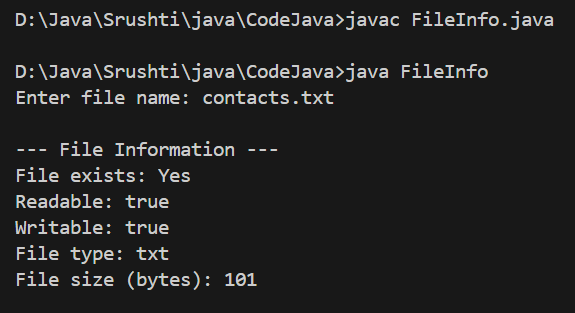 D:\Java\Srushti\java\CodeJava>javac FileInfo.java
D:\Java\Srushti\java\CodeJava>java FileInfo
Enter file name: contacts.txt
--- File Information ---
File exists: Yes
Readable: true
Writable: true
File type: txt
File size (bytes): 101